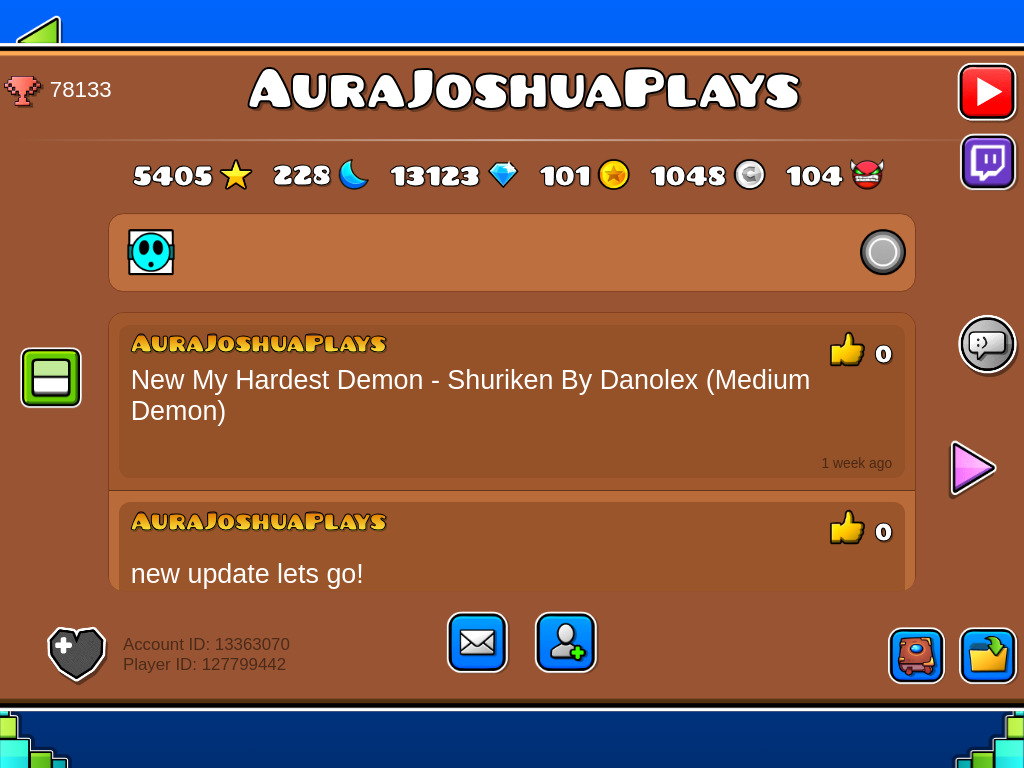 78133
AuraJoshuaPlays
5405 228 13123 101 1048 104
AuraJoshuaPlays
0
New My Hardest Demon - Shuriken By Danolex (Medium
Demon)
1 week ago
AuraJoshuaPlays
0
new update lets go!
Account ID: 13363070
Player ID: 127799442